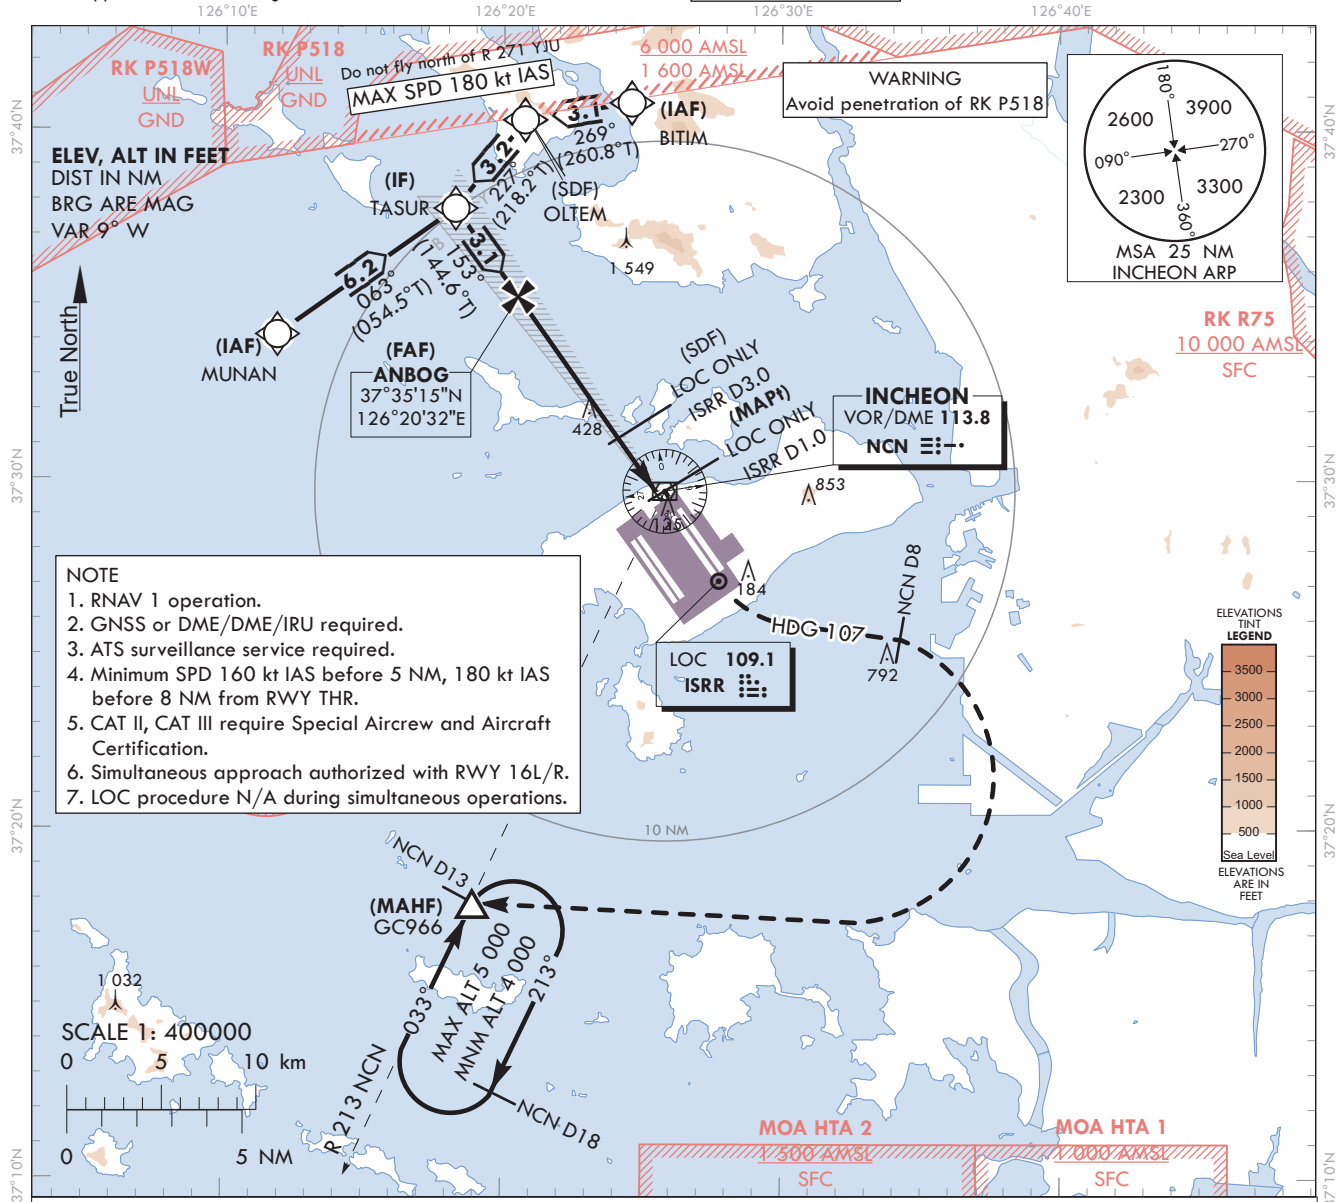 126°10'E
126°20'E
126°30'E
126°40'E
RK P518W
UNL
GND
RK P518
UNL
GND
Do not fly north of R 271 YJU
MAX SPD 180 kt IAS
6 000 AMSL
1 600 AMSL
WARNING
Avoid penetration of RK P518
180°
2600
3900
090°
270°
2300
3300
360°
MSA 25 NM
INCHEON ARP
37°40'N
37°40'N
ELEV, ALT IN FEET
DIST IN NM
BRG ARE MAG
VAR 9° W
True North
(IAF)
BITIM
3.1
269°
(260.8°T)
3.2
227°
(218.2°T)
(SDF)
OLTEM
(IF)
TASUR
3.1
153°
(144.6°T)
6.2
063°
(054.5°T)
(IAF)
MUNAN
1 549
(FAF)
ANBOG
37°35'15"N
126°20'32"E
RK R75
10 000 AMSL
SFC
(SDF)
LOC ONLY
ISRR D3.0
(MAPt)
LOC ONLY
ISRR D1.0
428
INCHEON
VOR/DME 113.8
NCN
853
125
37°30'N
37°30'N
184
HDG 107
NCN D8
792
LOC 109.1
ISRR
NOTE
1. RNAV 1 operation.
2. GNSS or DME/DME/IRU required.
3. ATS surveillance service required.
4. Minimum SPD 160 kt IAS before 5 NM, 180 kt IAS
before 8 NM from RWY THR.
5. CAT II, CAT III require Special Aircrew and Aircraft
Certification.
6. Simultaneous approach authorized with RWY 16L/R.
7. LOC procedure N/A during simultaneous operations.
ELEVATIONS
TINT
LEGEND
3500
3000
2500
2000
1500
1000
500
Sea Level
ELEVATIONS
ARE IN
FEET
10 NM
37°20'N
37°20'N
NCN D13
(MAHF)
GC966
MAX ALT 5 000
MNM ALT 4 000
033°
213°
R 213 NCN
NCN D18
1 032
SCALE 1: 400000
0 5 10 km
0 5 NM
MOA HTA 2
1 500 AMSL
SFC
MOA HTA 1
1 000 AMSL
SFC
37°10'N
37°10'N